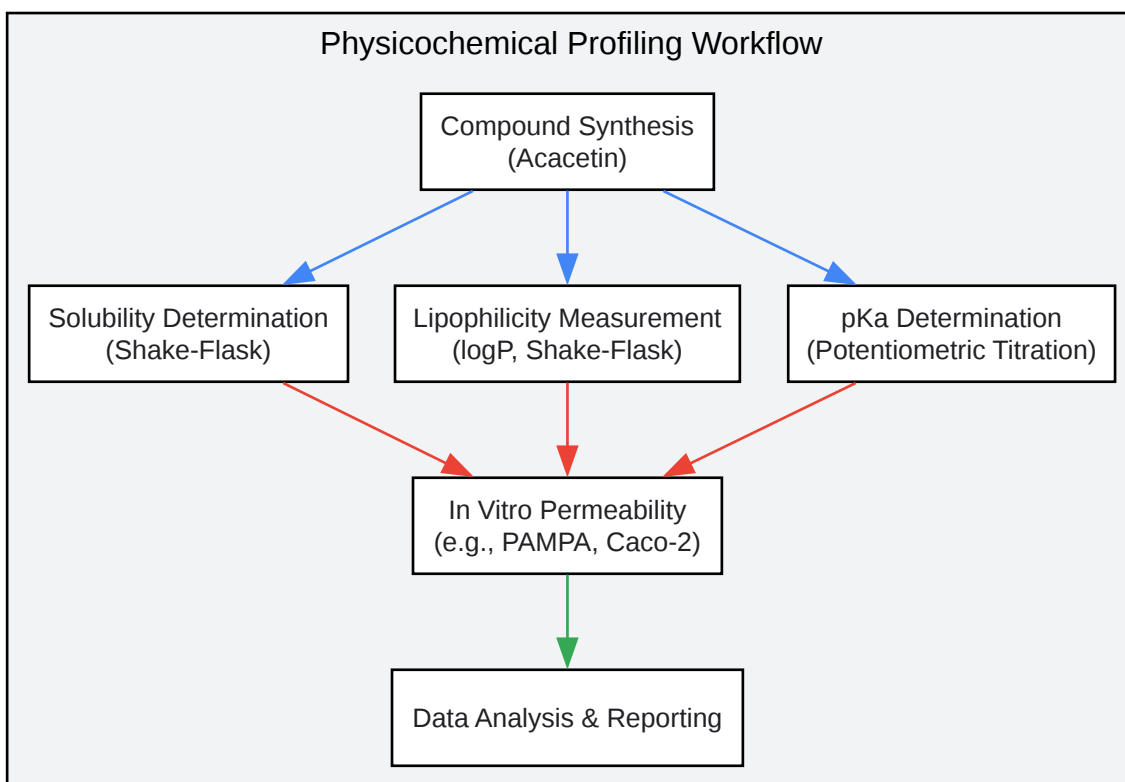 Physicochemical Profiling Workflow
Compound Synthesis
(Acacetin)
Solubility Determination
(Shake-Flask)
Lipophilicity Measurement
(logP, Shake-Flask)
pKa Determination
(Potentiometric Titration)
In Vitro Permeability
(e.g., PAMPA, Caco-2)
Data Analysis & Reporting